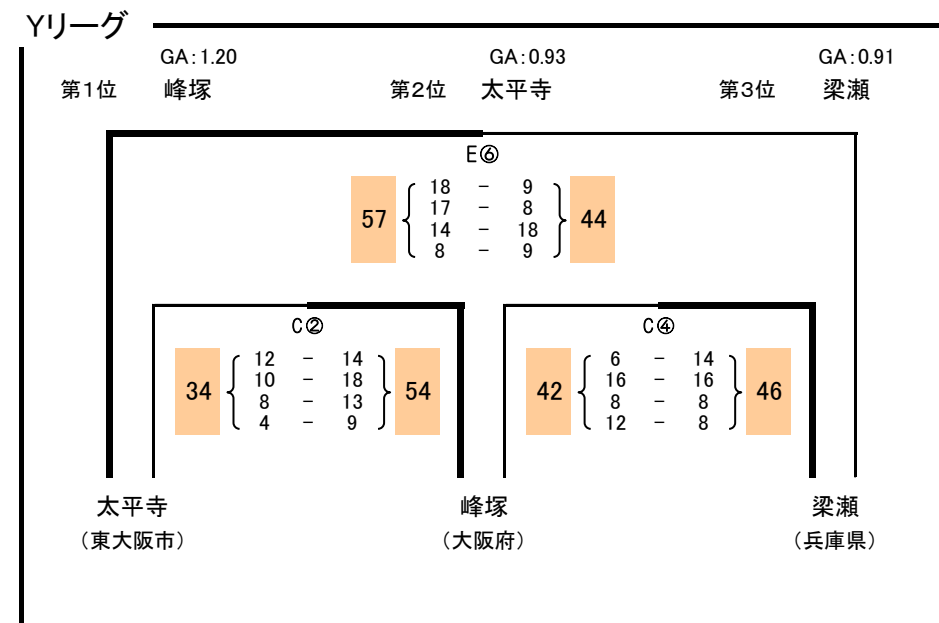 Yリーグ
GA:1.20 GA:0.93 GA:0.91
第1位 峰塚 第2位 太平寺 第3位 梁瀬
E⑥
57 44
18 － 9
17 － 8
14 － 18
8 － 9
C② C④
34 54 42 46
12 － 14 6 － 14
10 － 18 16 － 16
8 － 13 8 － 8
4 － 9 12 － 8
太平寺 峰塚 梁瀬
（東大阪市） （大阪府） （兵庫県）